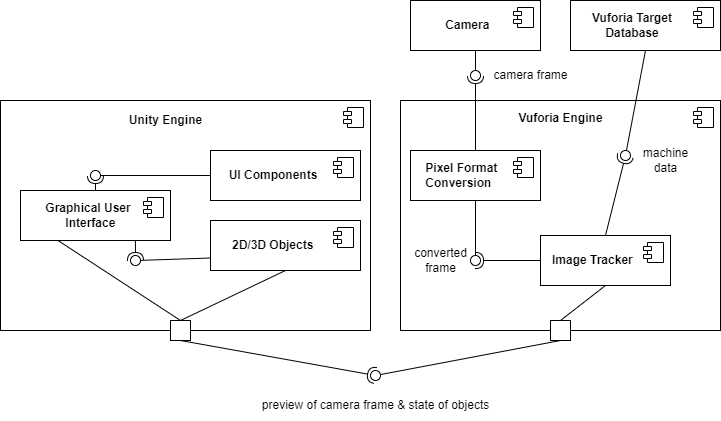 Camera
Vuforia Target
Database
camera frame
Unity Engine
Vuforia Engine
UI Components
Pixel Format
Conversion
machine
data
Graphical User
Interface
2D/3D Objects
converted
frame
Image Tracker
preview of camera frame & state of objects